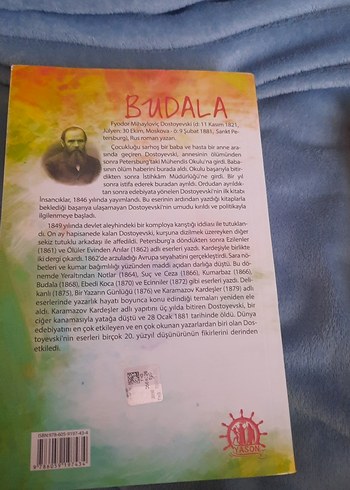 BUDALA
Fyodor Mihayloviç Dostoyevski (d: 11 Kasım 1821,
Jülyen: 30 Ekim, Moskova - ö: 9 Şubat 1881, Sankt Pe-
tersburg), Rus roman yazarı.
Çocukluğu sarhoş bir baba ve hasta bir anne ara-
sında geçiren Dostoyevski, annesinin ölümünden
sonra Petersburg'taki Mühendis Okulu'na girdi. Baba-
sının ölüm haberini burada aldı. Okulu başarıyla bitir-
dikten sonra İstihkâm Müdürlüğü'ne girdi. Bir yıl
sonra istifa ederek buradan ayrıldı. Ordudan ayrıldık-
tan sonra edebiyata yönelen Dostoyevski'nin ilk kitabı
İnsancıklar, 1846 yılında yayımlandı. Bu eserinin ardından yazdığı kitaplarla
beklediği başarıya ulaşamayan Dostoyevski'nin umudu kırıldı ve politikayla
ilgilenmeye başladı.
1849 yılında devlet aleyhindeki bir komploya karıştığı iddiası ile tutuklan-
dı. On ay hapisanede kalan Dostoyevski, kurşuna dizilmek üzereyken diğer
sekiz tutuklu arkadaşı ile affedildi. Petersburg'a döndükten sonra Ezilenler
(1861) ve Ölüler Evinden Anılar (1862) adlı eserleri yazdı. Kardeşiyle birlikte
iki dergi çıkardı. 1862'de arzuladığı Avrupa seyahatini gerçekleştirdi. Sara nö-
betleri ve kumar bağımlılığı yüzünden maddi açıdan darlığa düştü. Bu dö-
nemde Yeraltından Notlar (1864), Suç ve Ceza (1866), Kumarbaz (1866),
Budala (1868), Ebedi Koca (1870) ve Ecinniler (1872) gibi eserleri yazdı. Deli-
kanlı (1875), Bir Yazarın Günlüğü (1876) ve Karamazov Kardeşler (1879) adlı
eserlerinde yazarlık hayatı boyunca konu edindiği temaları yeniden ele
aldı. Karamazov Kardeşler adlı yapıtını üç yılda bitiren Dostoyevski, bir
ciğer kanamasıyla yatağa düştü ve 28 Ocak 1881 tarihinde öldü. Dünya
edebiyatını en çok etkileyen ve en çok okunan yazarlardan biri olan Dos-
toyevski'nin eserleri birçok 20. yüzyıl düşünürünün fikirlerini derinden
etkiledi.